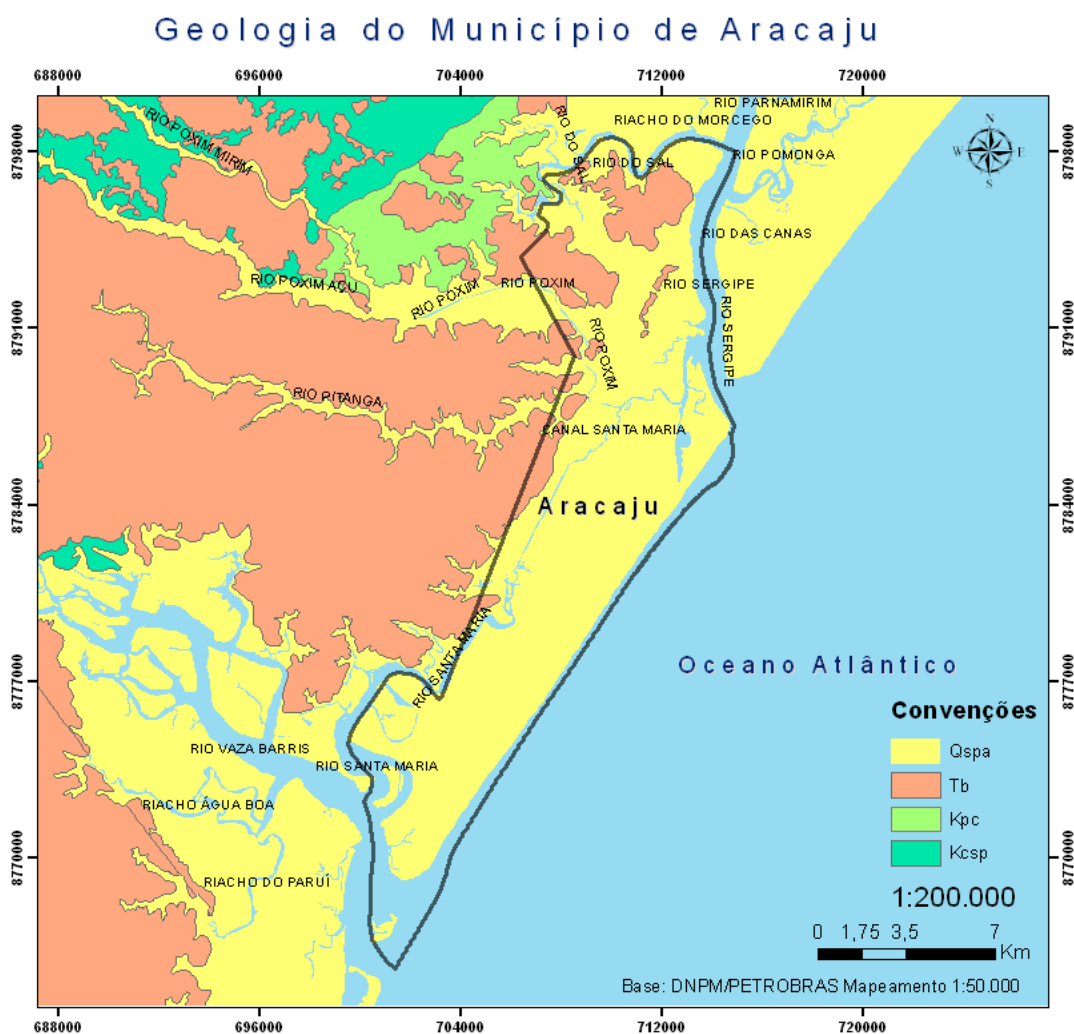 Geologia do Município de Aracaju
688000 696000 704000 712000 720000
8798000
8791000
8784000
8777000
8770000
RIO PARNAMIRIM
RIACHO DO MORCEGO
RIO DO SAL
RIO DO SAL
RIO POMONGA
N
W E
S
RIO POXIM MIRIM
RIO DAS CANAS
RIO POXIM AÇU
RIO POXIM
RIO POXIM
RIO SERGIPE
RIO POXIM
RIO SERGIPE
RIO PITANGA
CANAL SANTA MARIA
Aracaju
RIO SANTA MARIA
Oceano Atlântico
RIO VAZA BARRIS
RIO SANTA MARIA
RIACHO ÁGUA BOA
RIACHO DO PARUÍ
Convenções
Qspa
Tb
Kpc
Kcsp
1:200.000
0 1,75 3,5 7
Km
Base: DNPM/PETROBRAS Mapeamento 1:50.000
8798000
8791000
8784000
8777000
8770000
688000 696000 704000 712000 720000